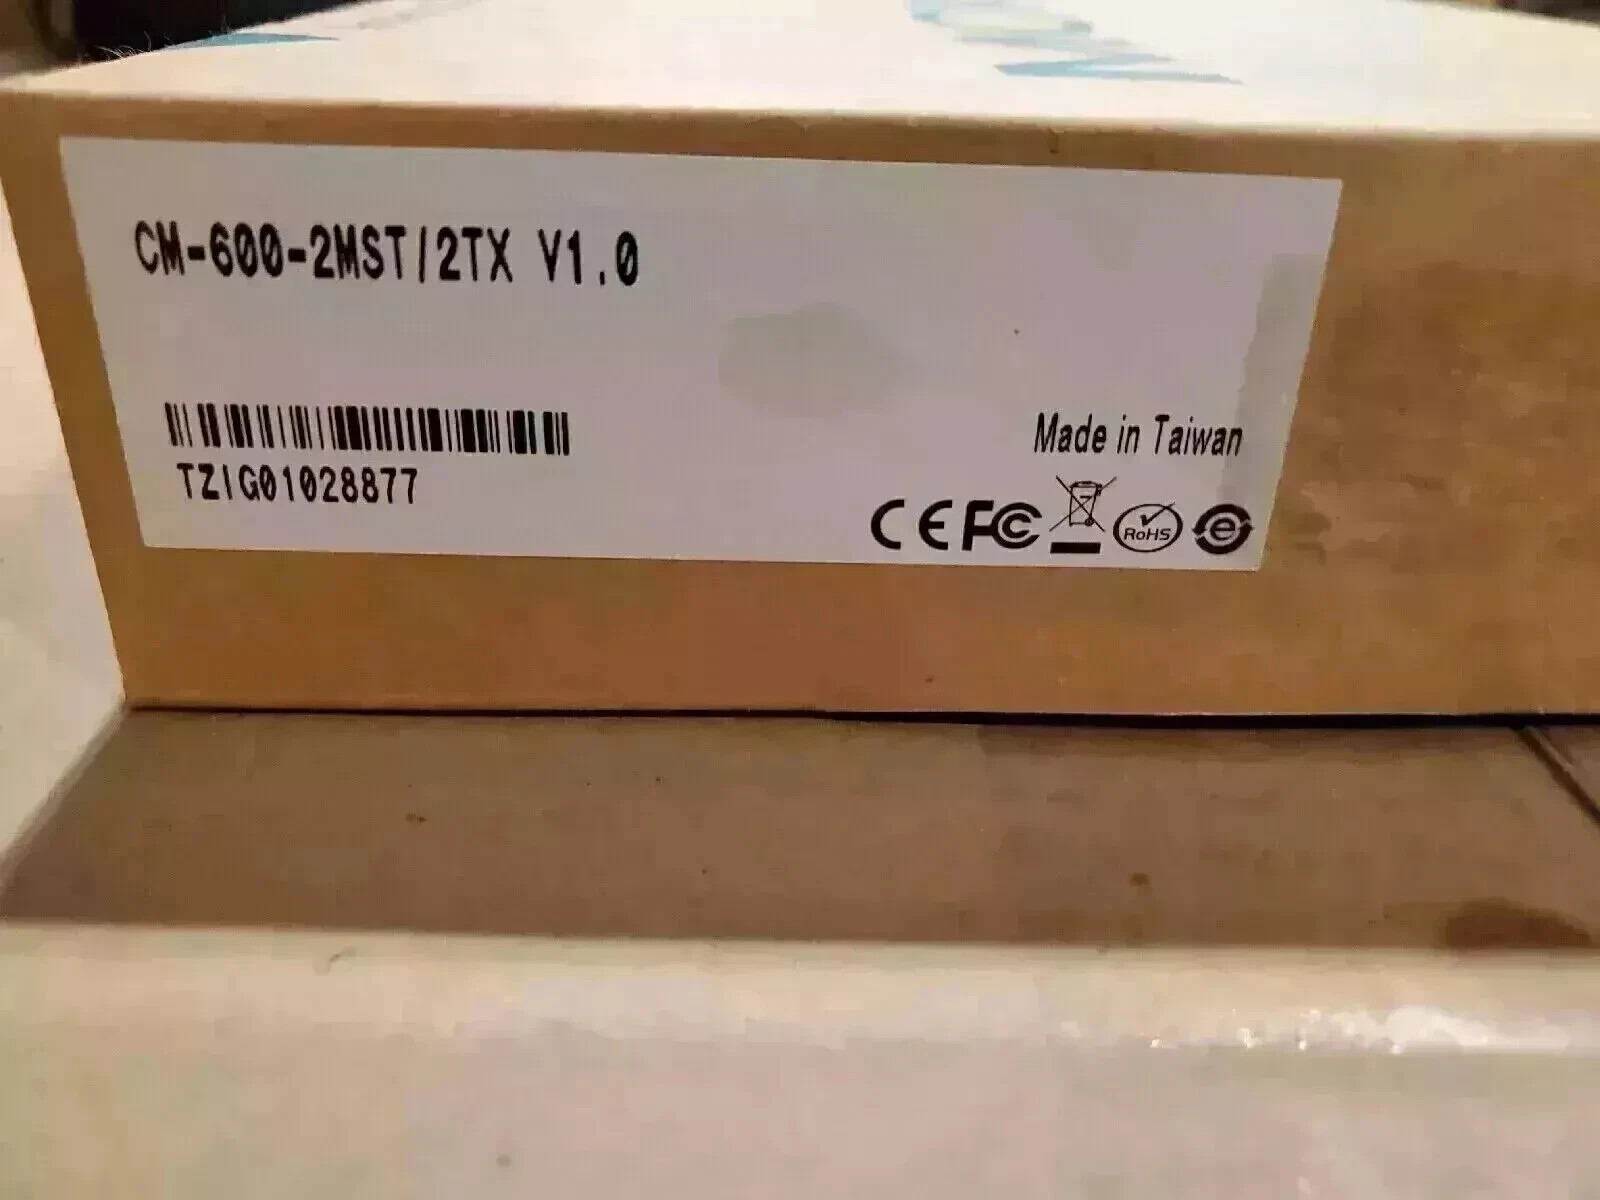 CM-600-2MST/2TX V1.0
TZIG01028877
Made in Taiwan
CE FC RoHS e